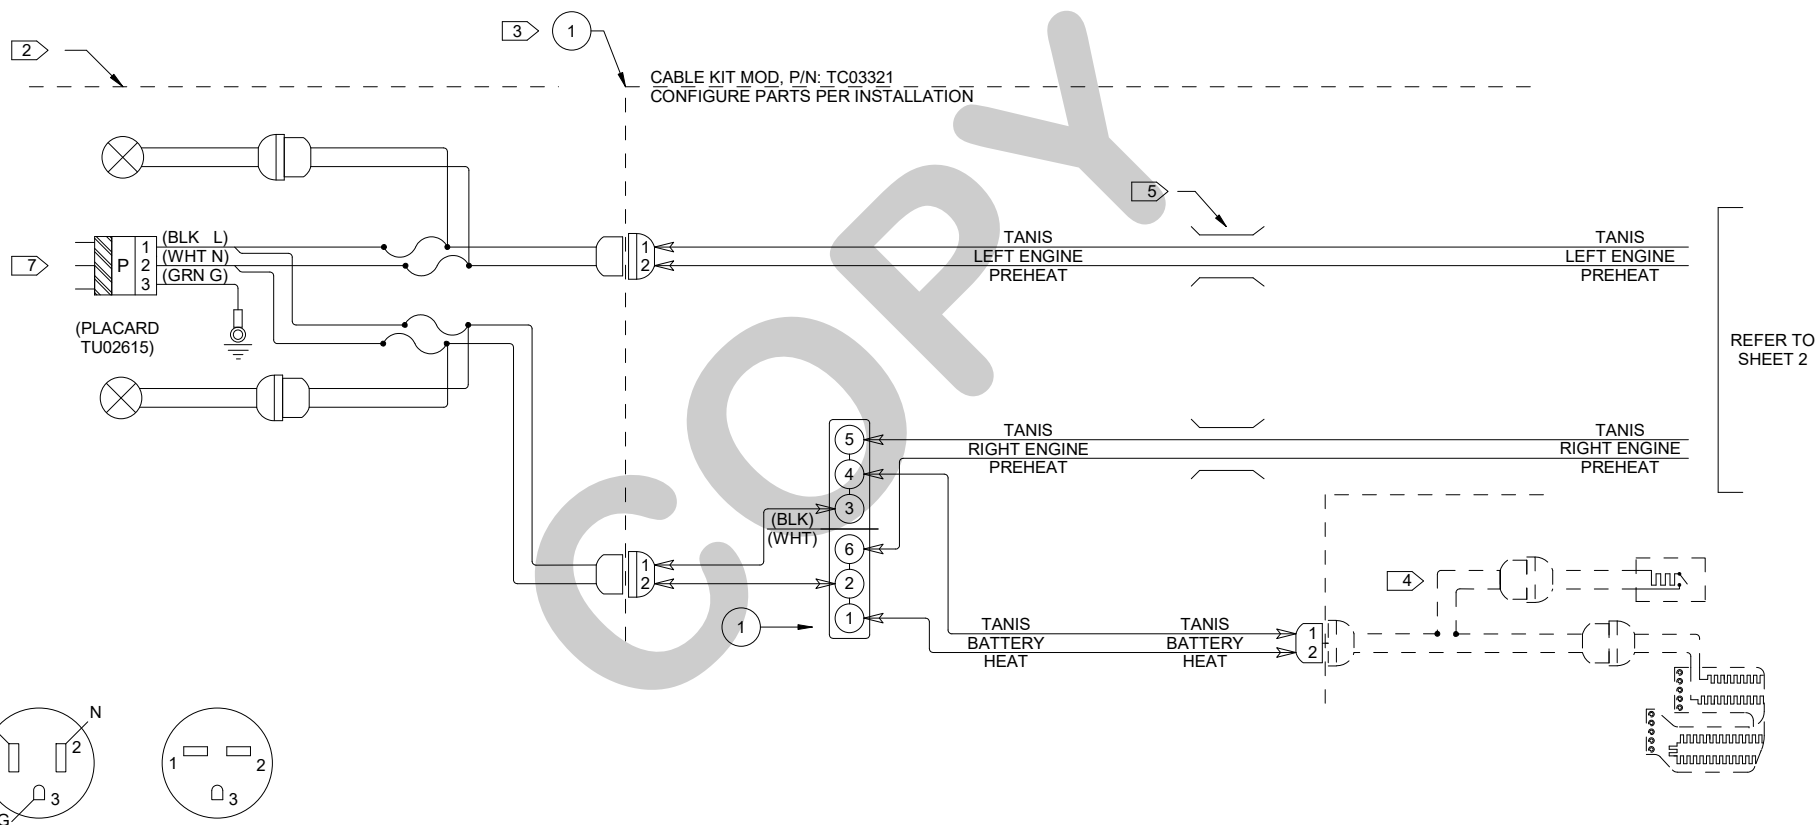 2
3
1
CABLE KIT MOD, P/N: TC03321
CONFIGURE PARTS PER INSTALLATION
5
7
P
1
2
3
(BLK L)
(WHT N)
(GRN G)
(PLACARD
TU02615)
1
2
TANIS
LEFT ENGINE
PREHEAT
TANIS
LEFT ENGINE
PREHEAT
REFER TO
SHEET 2
5
4
3
6
2
1
TANIS
RIGHT ENGINE
PREHEAT
TANIS
RIGHT ENGINE
PREHEAT
(BLK)
(WHT)
1
2
1
4
TANIS
BATTERY
HEAT
TANIS
BATTERY
HEAT
1
2
N
2
3
G
1
2
3
COPY